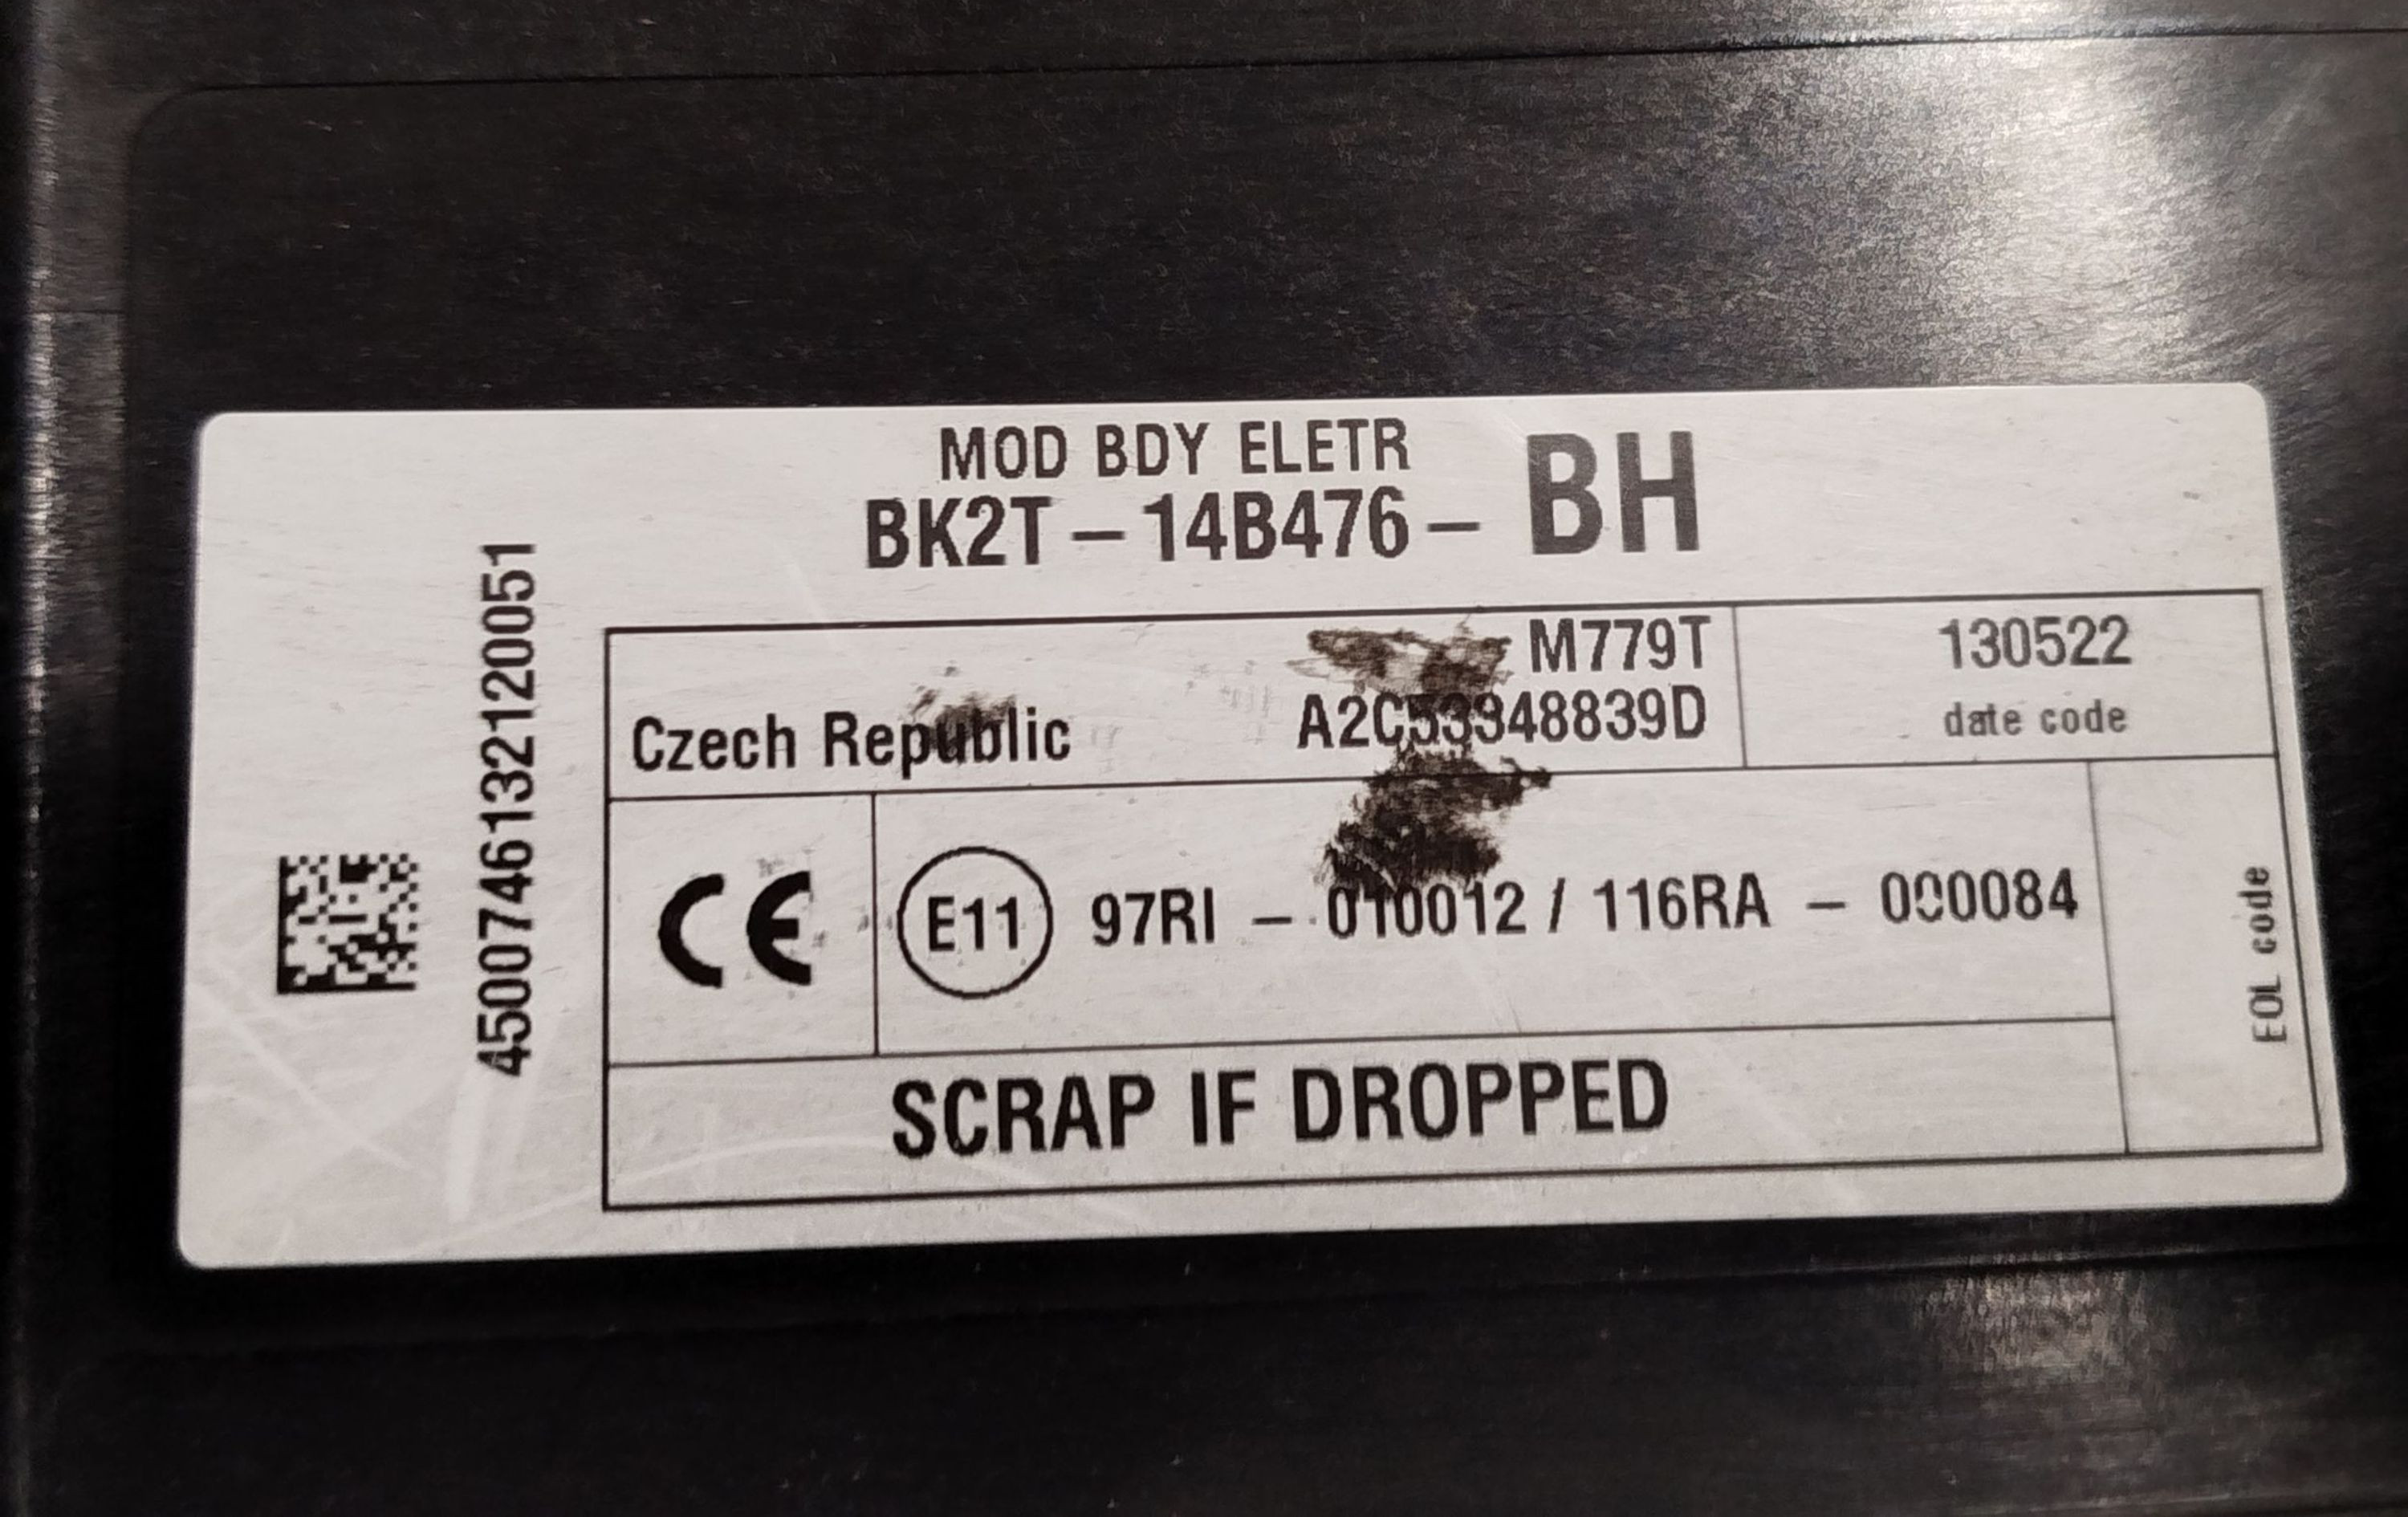 MOD BDY ELETR
BK2T - 14B476 - BH
4500746132120051
M779T
130522
Czech Republic
A2C53348839D
date code
CE
E11
97RI - 010012 / 116RA - 000084
EOL code
SCRAP IF DROPPED